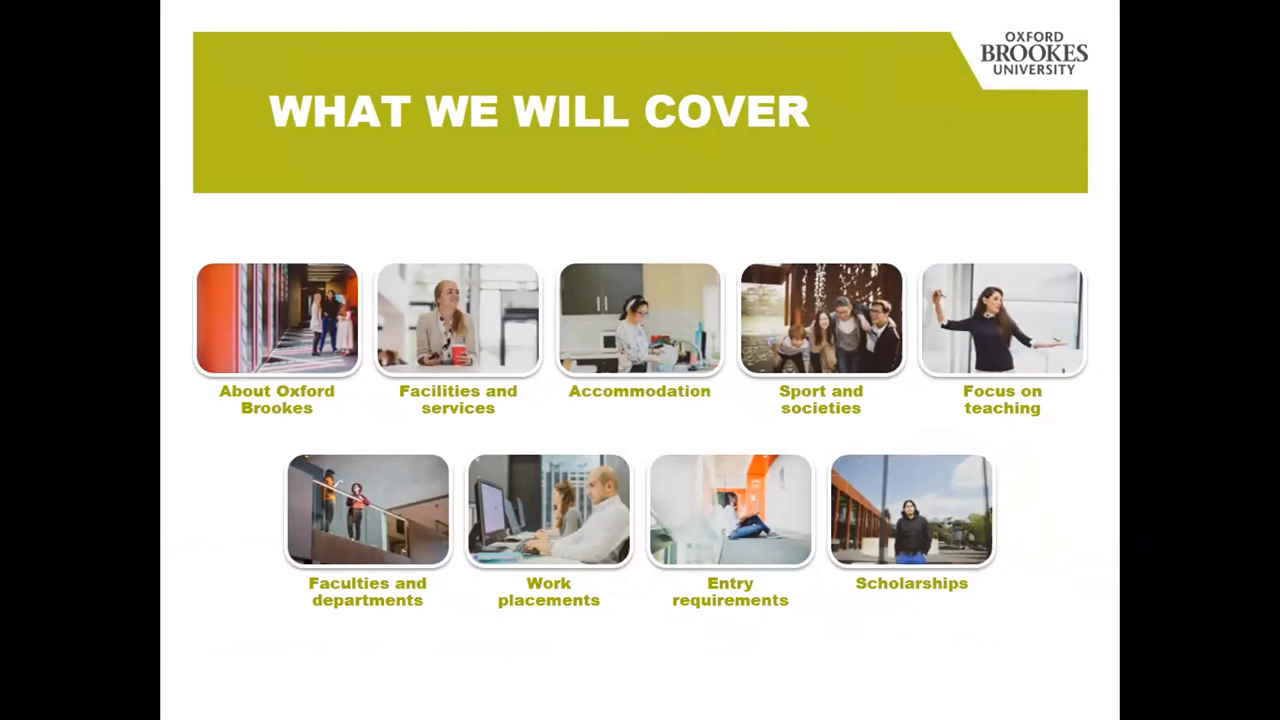 OXFORD
BROOKES
UNIVERSITY
WHAT WE WILL COVER
About Oxford
Brookes
Facilities and
services
Accommodation
Sport and
societies
Focus on
teaching
Faculties and
departments
Work
placements
Entry
requirements
Scholarships